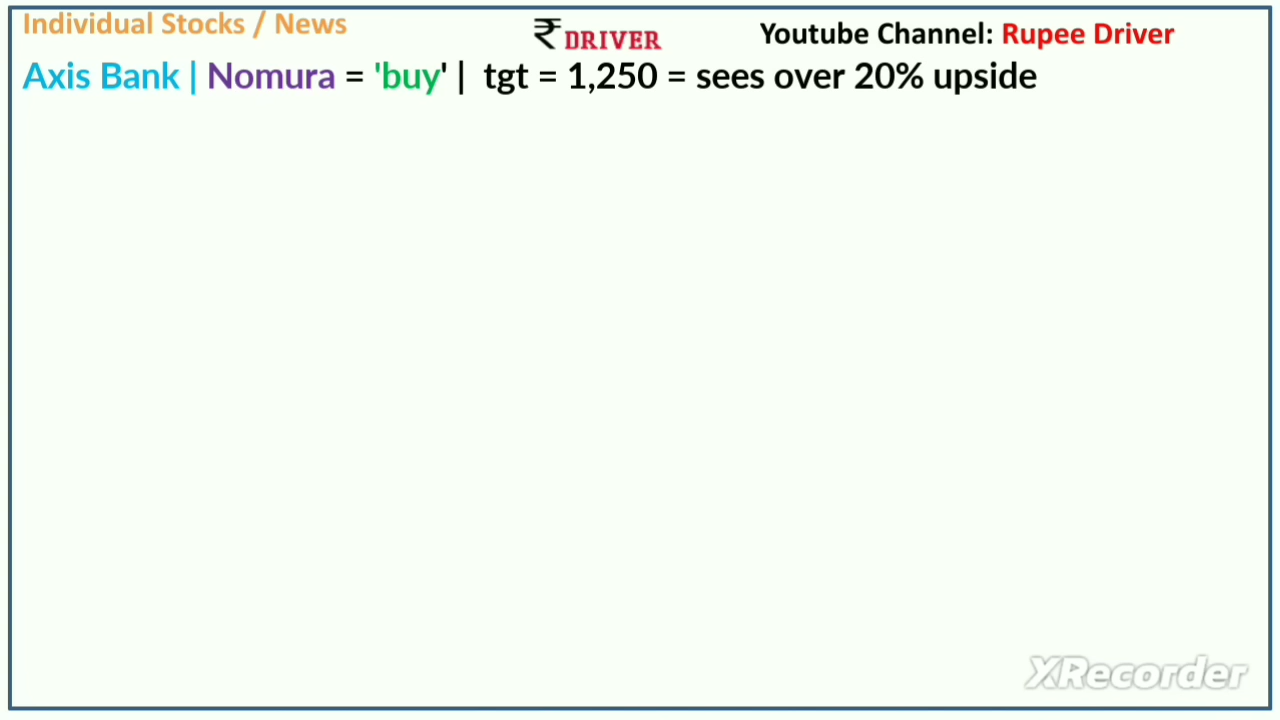 Individual Stocks / News
₹ DRIVER
Youtube Channel: Rupee Driver
Axis Bank | Nomura = 'buy' | tgt = 1,250 = sees over 20% upside
XRecorder